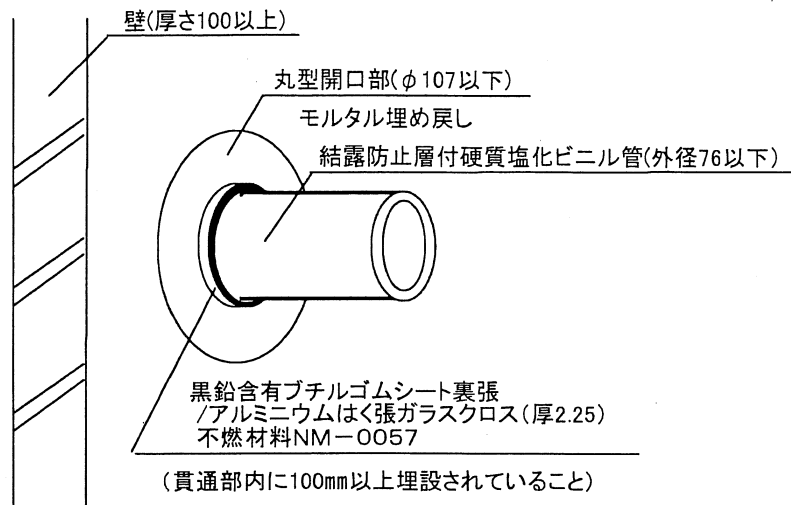 壁(厚さ100以上)
丸型開口部(φ107以下)
モルタル埋め戻し
結露防止層付硬質塩化ビニル管(外径76以下)
黒鉛含有ブチルゴムシート裏張
/アルミニウムはく張ガラスクロス(厚2.25)
不燃材料NM-0057
(貫通部内に100mm以上埋設されていること)